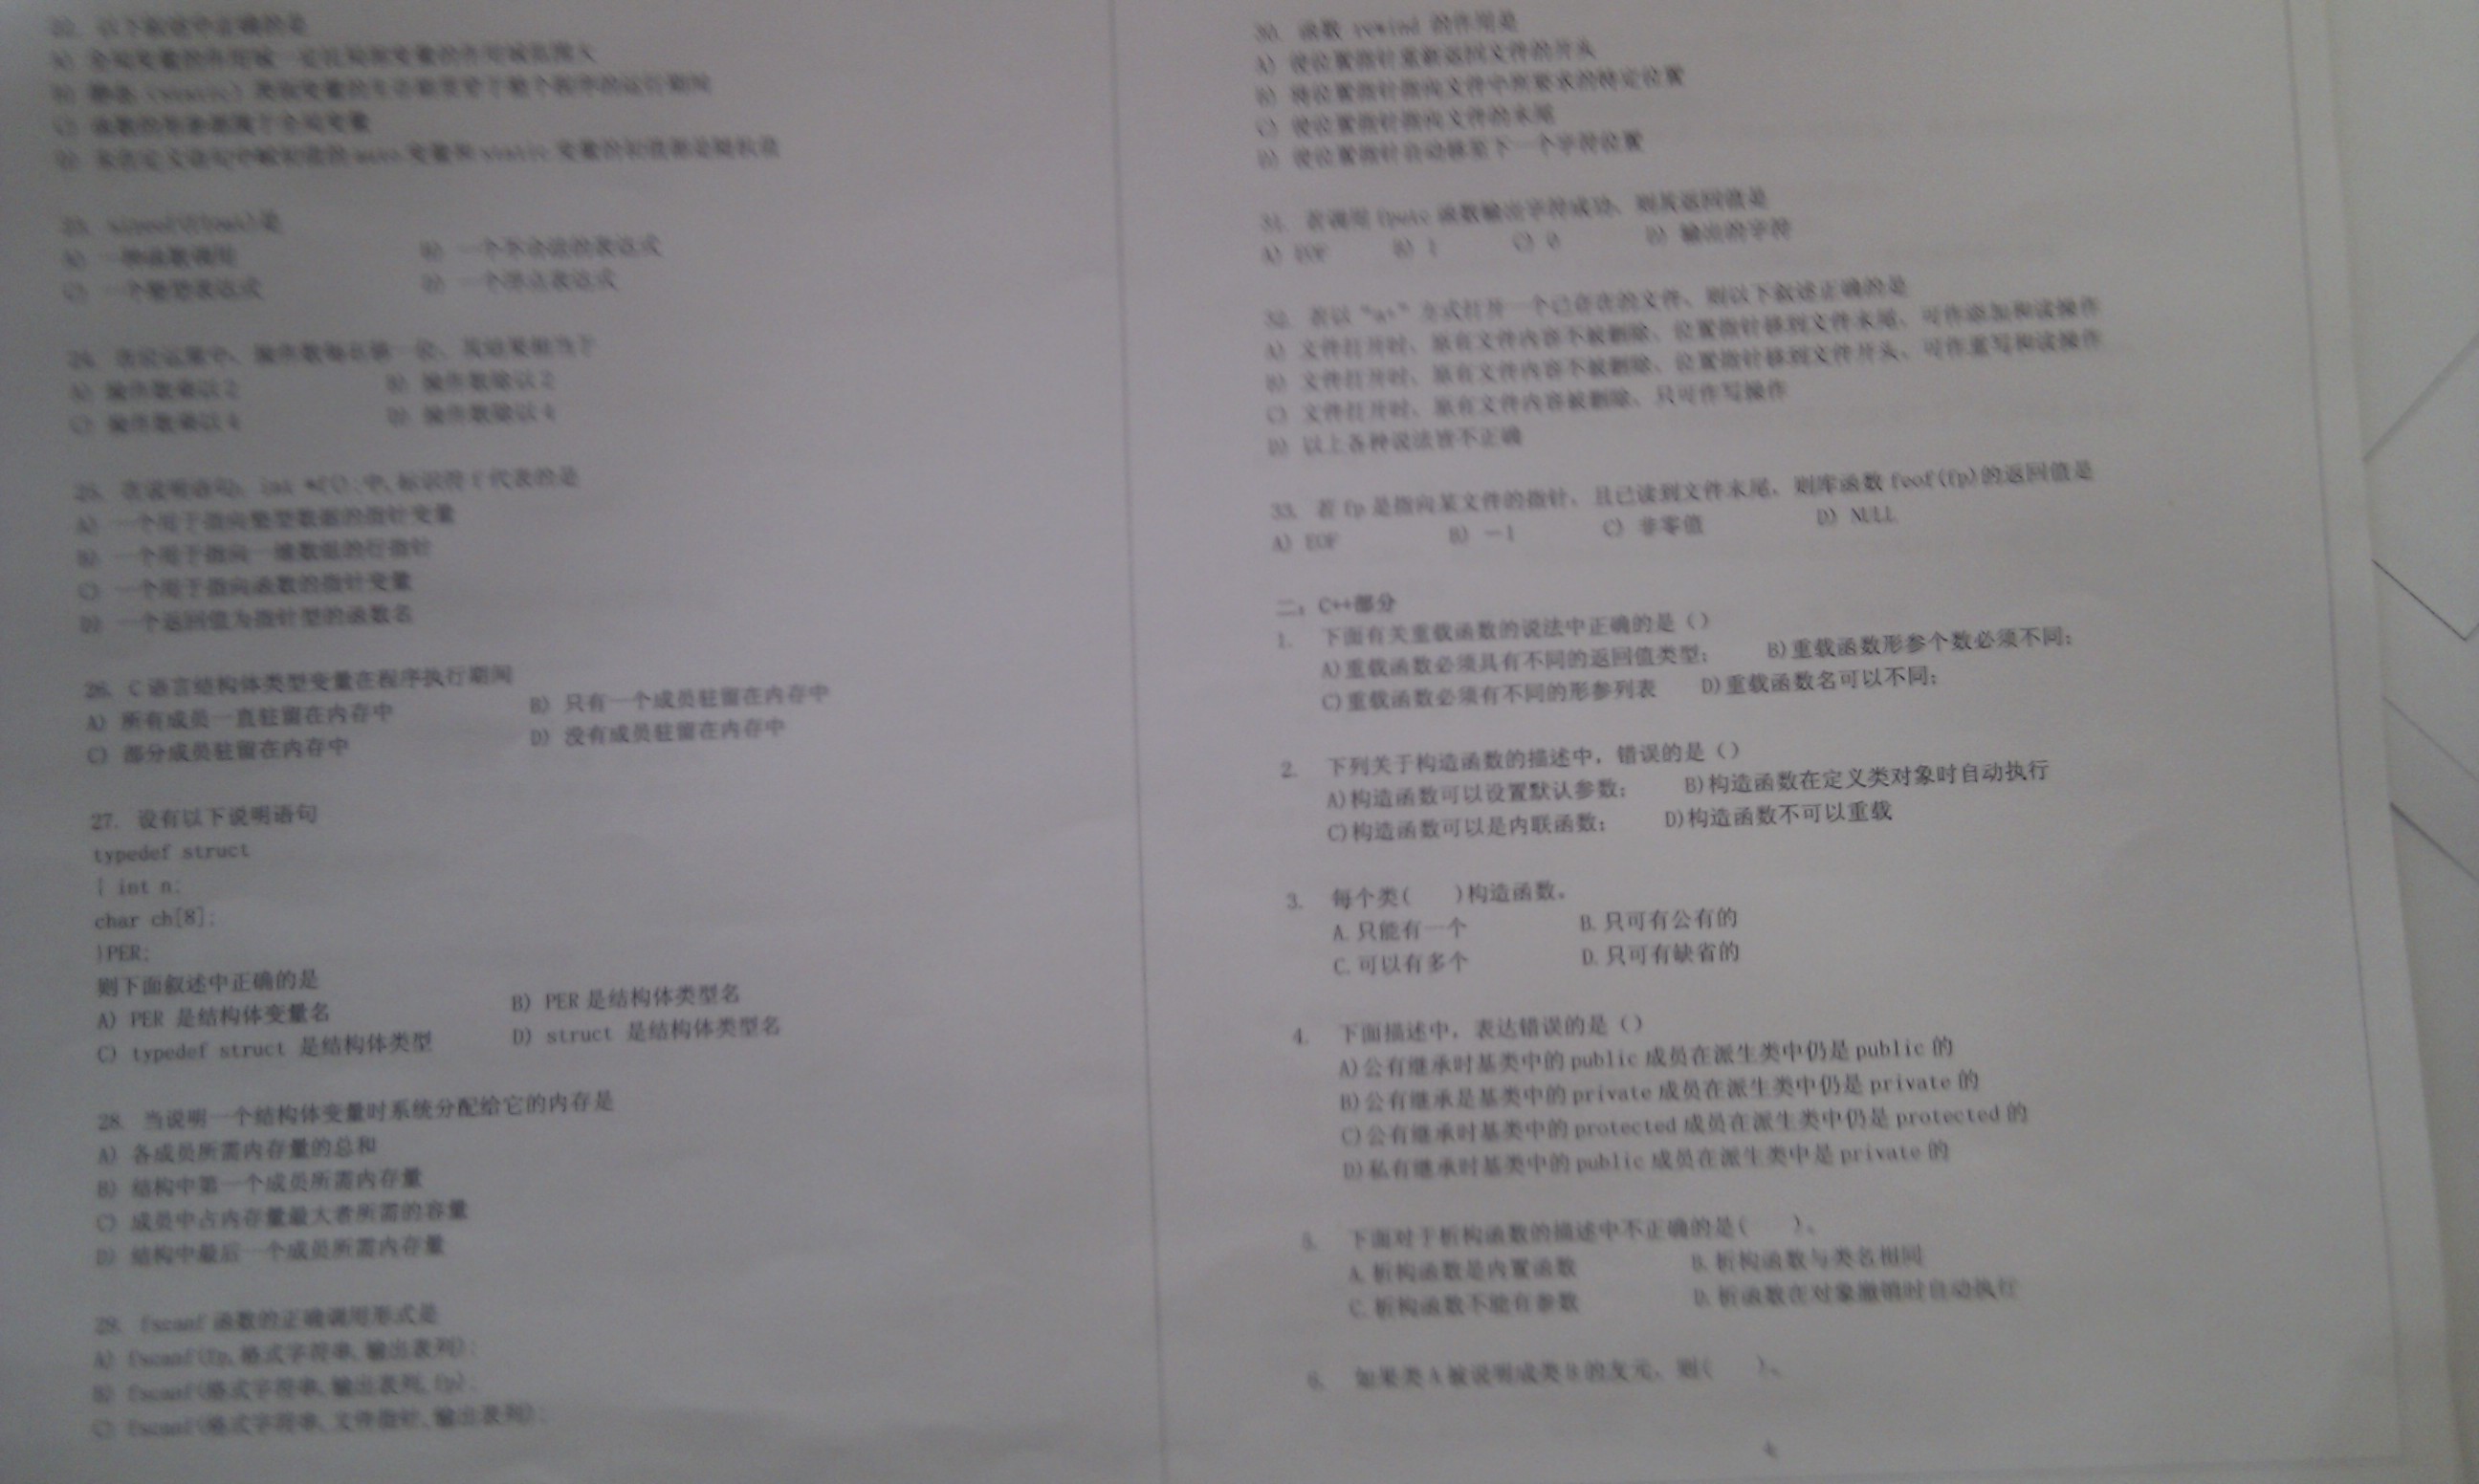 22. 以下叙述中正确的是
A) 全局变量的作用域一定比局部变量的作用域范围大
B) 静态（static）类别变量的生存期贯穿于整个程序的运行期间
C) 函数的形参都属于全局变量
D) 未在定义语句中赋初值的 auto 变量和 static 变量的初值都是随机值
23. sizeof(float)是
A) 一种函数调用
B) 一个不合法的表达式
C) 一个整型表达式
D) 一个浮点表达式
24. 在位运算中，操作数每右移一位，其结果相当于
A) 操作数乘以 2
B) 操作数除以 2
C) 操作数乘以 4
D) 操作数除以 4
25. 在说明语句：int *f();中,标识符 f 代表的是
A) 一个用于指向整型数据的指针变量
B) 一个用于指向一维数组的行指针
C) 一个用于指向函数的指针变量
D) 一个返回值为指针型的函数名
26. C 语言结构体类型变量在程序执行期间
A) 所有成员一直驻留在内存中
B) 只有一个成员驻留在内存中
C) 部分成员驻留在内存中
D) 没有成员驻留在内存中
27. 设有以下说明语句
typedef struct
{ int n;
char ch[8];
}PER;
则下面叙述中正确的是
A) PER 是结构体变量名
B) PER 是结构体类型名
C) typedef struct 是结构体类型
D) struct 是结构体类型名
28. 当说明一个结构体变量时系统分配给它的内存是
A) 各成员所需内存量的总和
B) 结构中第一个成员所需内存量
C) 成员中占内存量最大者所需的容量
D) 结构中最后一个成员所需内存量
29. fscanf 函数的正确调用形式是
A) fscanf(fp,格式字符串,输出表列);
B) fscanf(格式字符串,输出表列,fp);
C) fscanf(格式字符串,文件指针,输出表列);
30. 函数 rewind 的作用是
A) 使位置指针重新返回文件的开头
B) 将位置指针指向文件中所要求的特定位置
C) 使位置指针指向文件的末尾
D) 使位置指针自动移至下一个字符位置
31. 若调用 fputc 函数输出字符成功，则其返回值是
A) EOF B) 1 C) 0 D) 输出的字符
32. 若以“a+”方式打开一个已存在的文件，则以下叙述正确的是
A) 文件打开时，原有文件内容不被删除，位置指针移到文件末尾，可作添加和读操作
B) 文件打开时，原有文件内容不被删除，位置指针移到文件开头，可作重写和读操作
C) 文件打开时，原有文件内容被删除，只可作写操作
D) 以上各种说法皆不正确
33. 若 fp 是指向某文件的指针，且已读到文件末尾，则库函数 feof(fp)的返回值是
A) EOF B) －1 C) 非零值 D) NULL
二：C++部分
1. 下面有关重载函数的说法中正确的是（）
A)重载函数必须具有不同的返回值类型； B)重载函数形参个数必须不同；
C)重载函数必须有不同的形参列表 D)重载函数名可以不同；
2. 下列关于构造函数的描述中，错误的是（）
A)构造函数可以设置默认参数； B)构造函数在定义类对象时自动执行
C)构造函数可以是内联函数； D)构造函数不可以重载
3. 每个类( )构造函数。
A.只能有一个 B.只可有公有的
C.可以有多个 D.只可有缺省的
4. 下面描述中，表达错误的是（）
A)公有继承时基类中的 public 成员在派生类中仍是 public 的
B)公有继承是基类中的 private 成员在派生类中仍是 private 的
C)公有继承时基类中的 protected 成员在派生类中仍是 protected 的
D)私有继承时基类中的 public 成员在派生类中是 private 的
5. 下面对于析构函数的描述中不正确的是( )。
A.析构函数是内置函数 B.析构函数与类名相同
C.析构函数不能有参数 D.析函数在对象撤销时自动执行
6. 如果类 A 被说明成类 B 的友元，则( )。
4